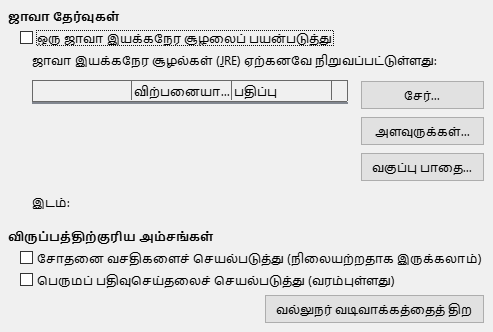 ஜாவா தேர்வுகள்
ஒரு ஜாவா இயக்கநேர சூழலைப் பயன்படுத்து
ஜாவா இயக்கநேர சூழல்கள் (JRE) ஏற்கனவே நிறுவப்பட்டுள்ளது:
விற்பனையா... பதிப்பு
சேர்...
அளவுருக்கள்...
வகுப்பு பாதை...
இடம்:
விருப்பத்திற்குரிய அம்சங்கள்
சோதனை வசதிகளைச் செயல்படுத்து (நிலையற்றதாக இருக்கலாம்)
பெருமப் பதிவுசெய்தலைச் செயல்படுத்து (வரம்புள்ளது)
வல்லுநர் வடிவாக்கத்தைத் திற